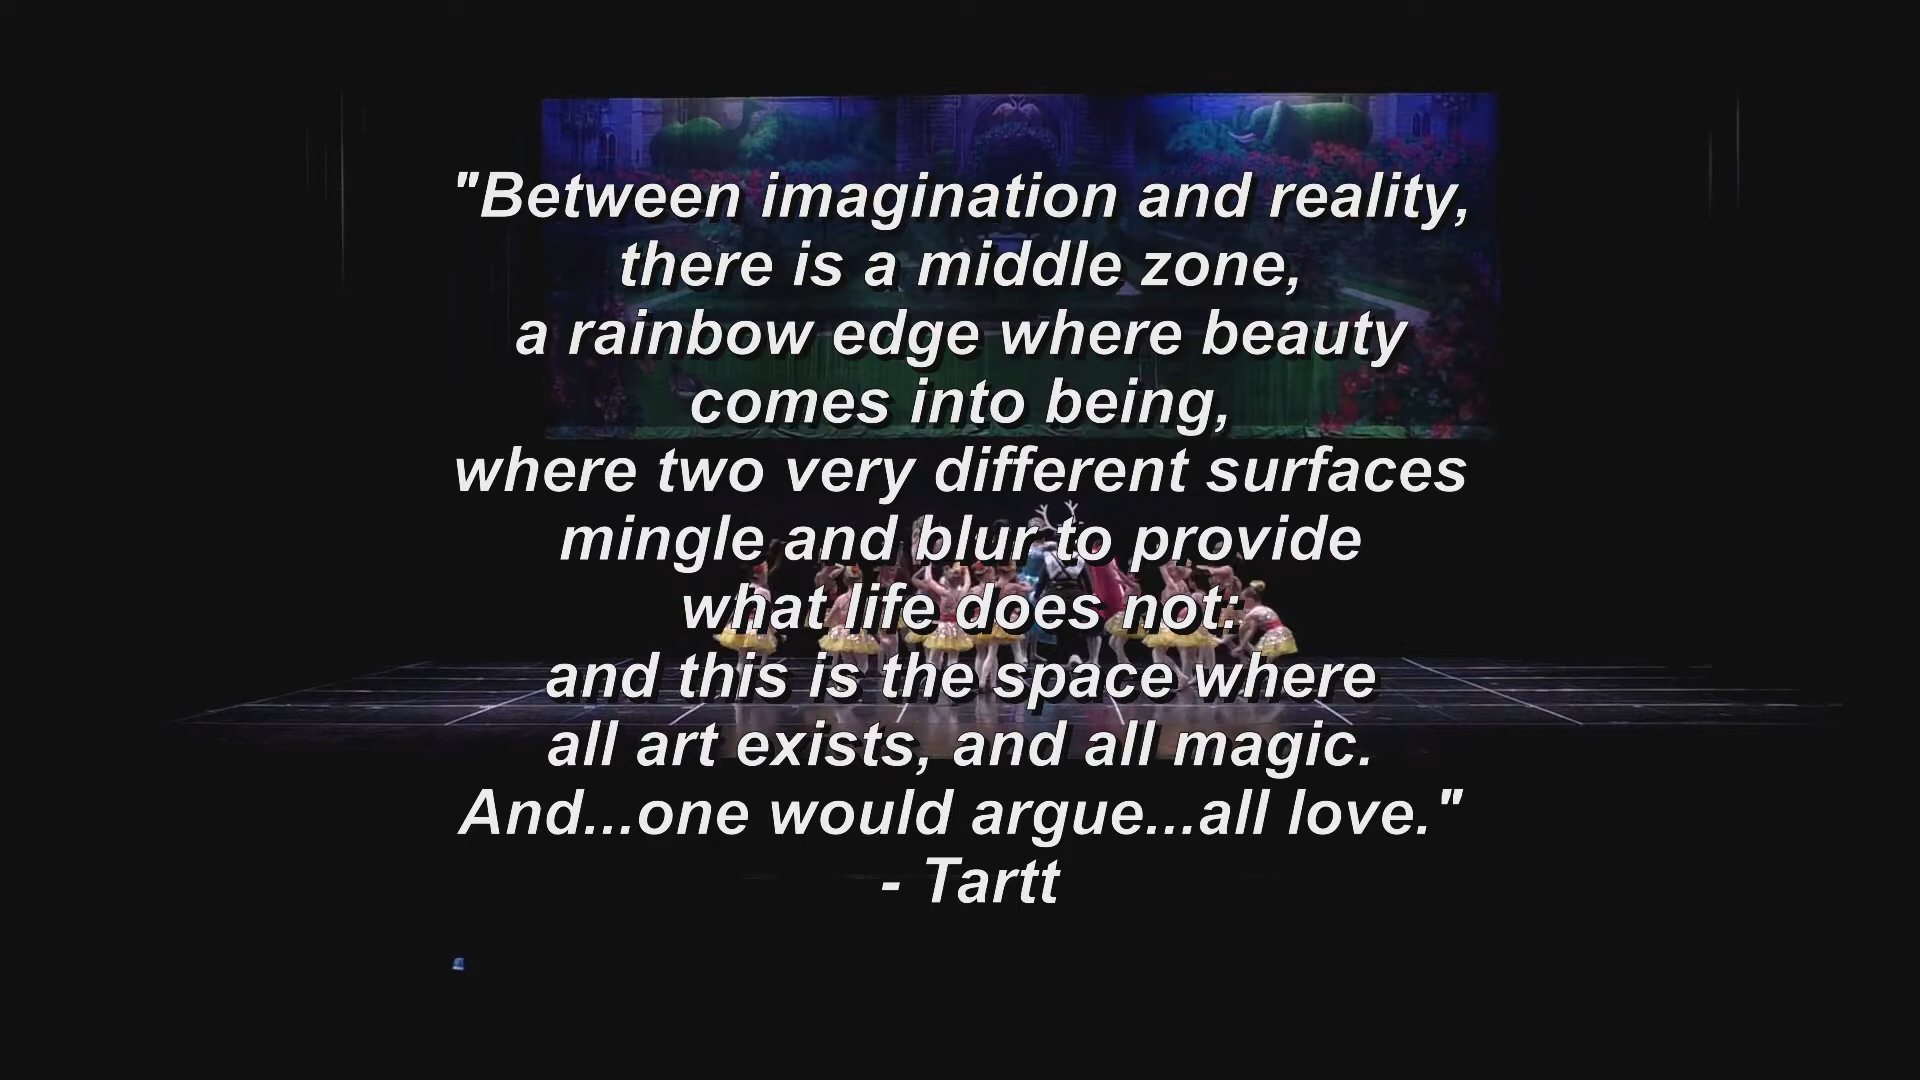 "Between imagination and reality,
there is a middle zone,
a rainbow edge where beauty
comes into being,
where two very different surfaces
mingle and blur to provide
what life does not:
and this is the space where
all art exists, and all magic.
And...one would argue...all love."
- Tartt